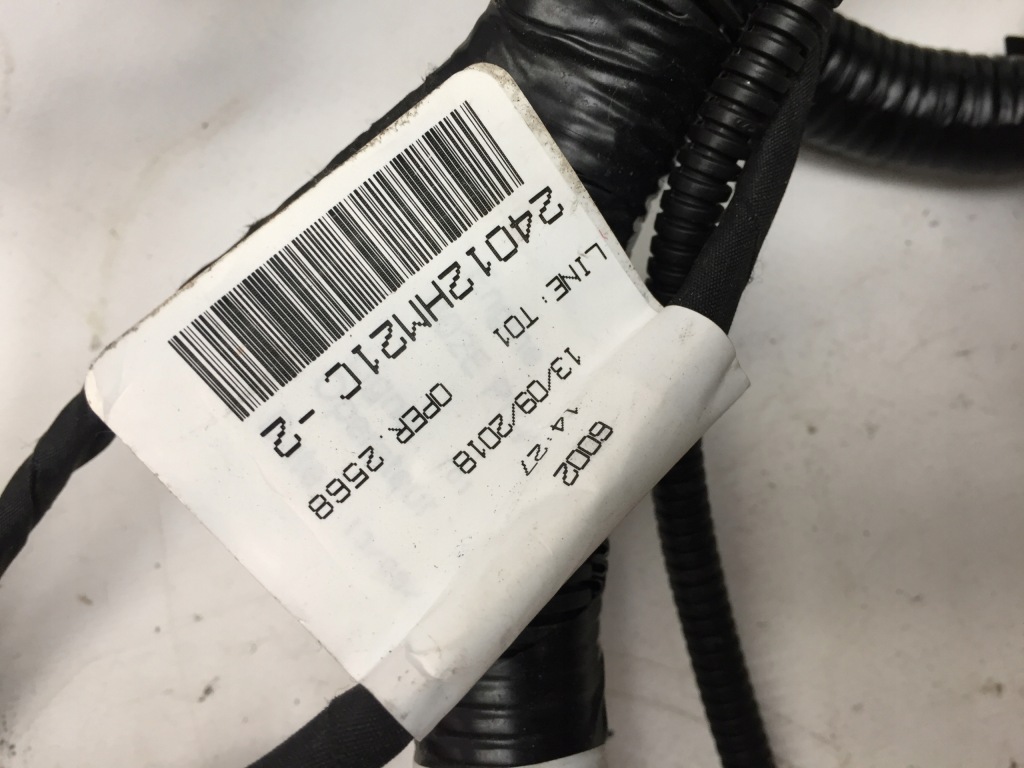 24012HM21C -2
LINE: T01 OPER: 2568
13/09/2018 14:27
6002